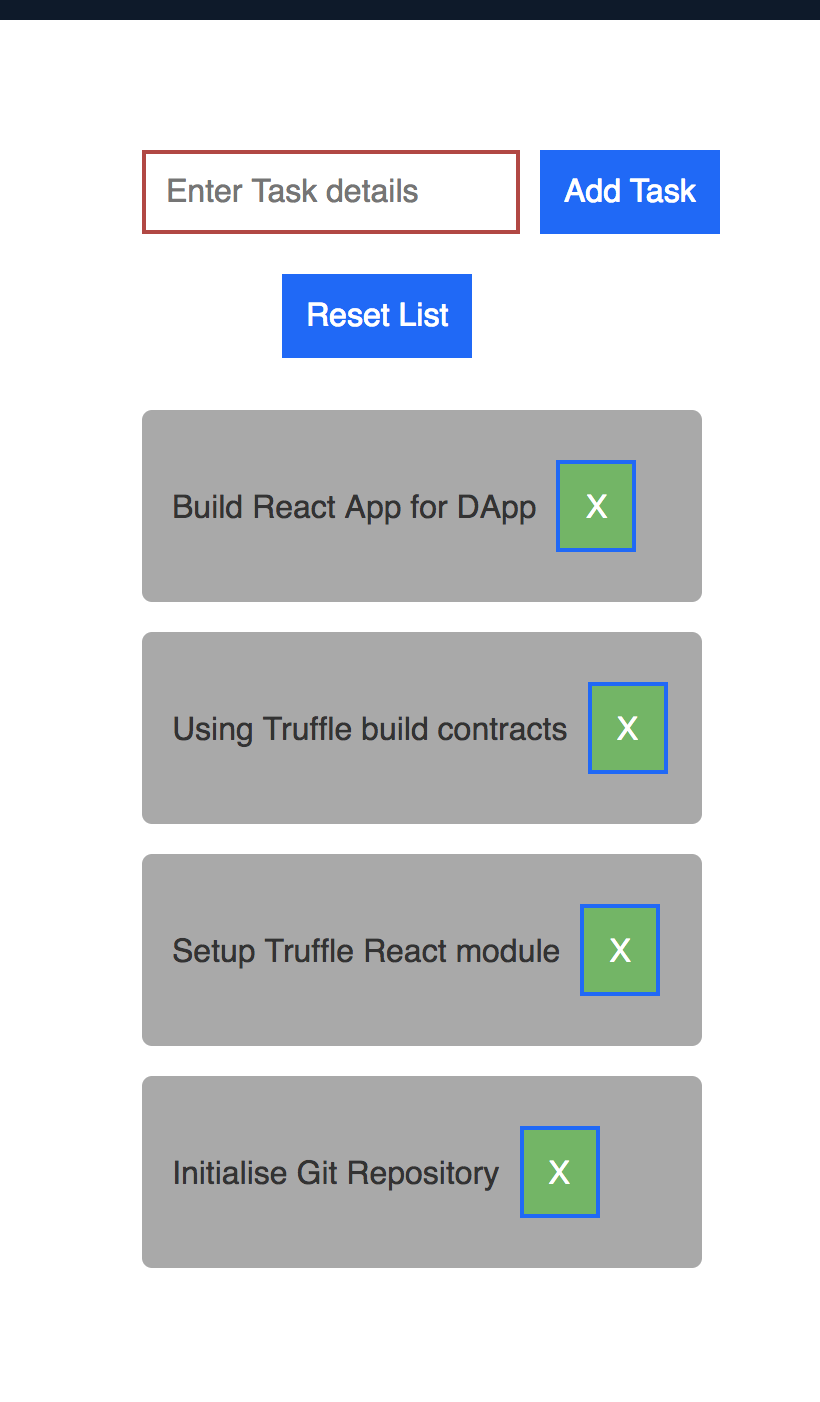 Enter Task details
Add Task
Reset List
Build React App for DApp X
Using Truffle build contracts X
Setup Truffle React module X
Initialise Git Repository X